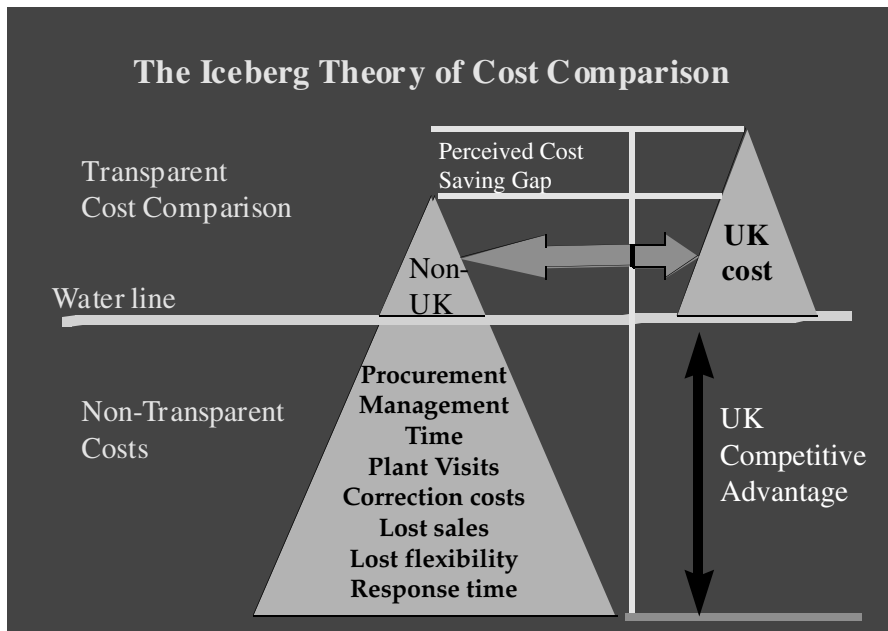 The Iceberg Theory of Cost Comparison
Transparent
Cost Comparison
Perceived Cost
Saving Gap
UK
cost
Non-
UK
Water line
Non-Transparent
Costs
Procurement
Management
Time
Plant Visits
Correction costs
Lost sales
Lost flexibility
Response time
UK
Competitive
Advantage